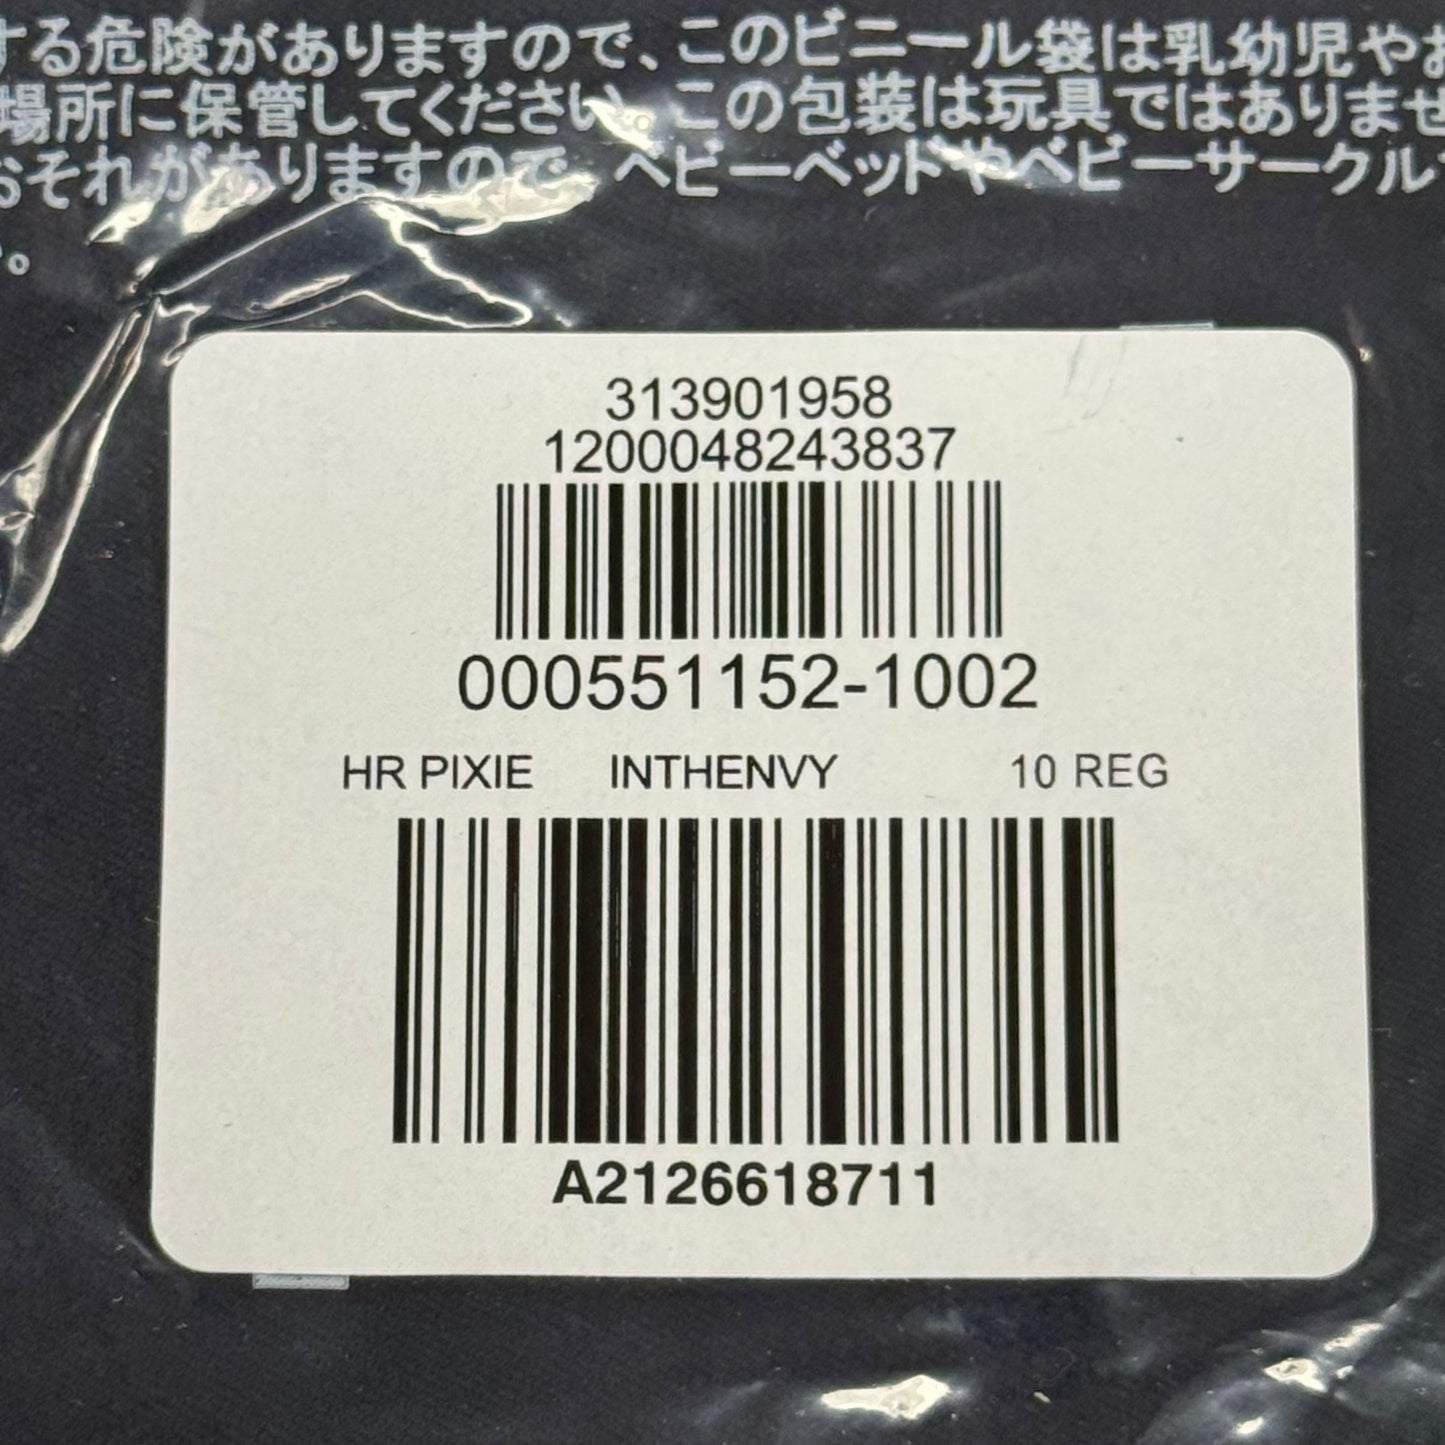 する危険がありますので、このビニール袋は乳幼児やお
場所に保管してください。この包装は玩具ではありませ
おそれがありますので、ベビーベッドやベビーサークル
い。
313901958
1200048243837
000551152-1002
HR PIXIE INTHENVY 10 REG
A2126618711